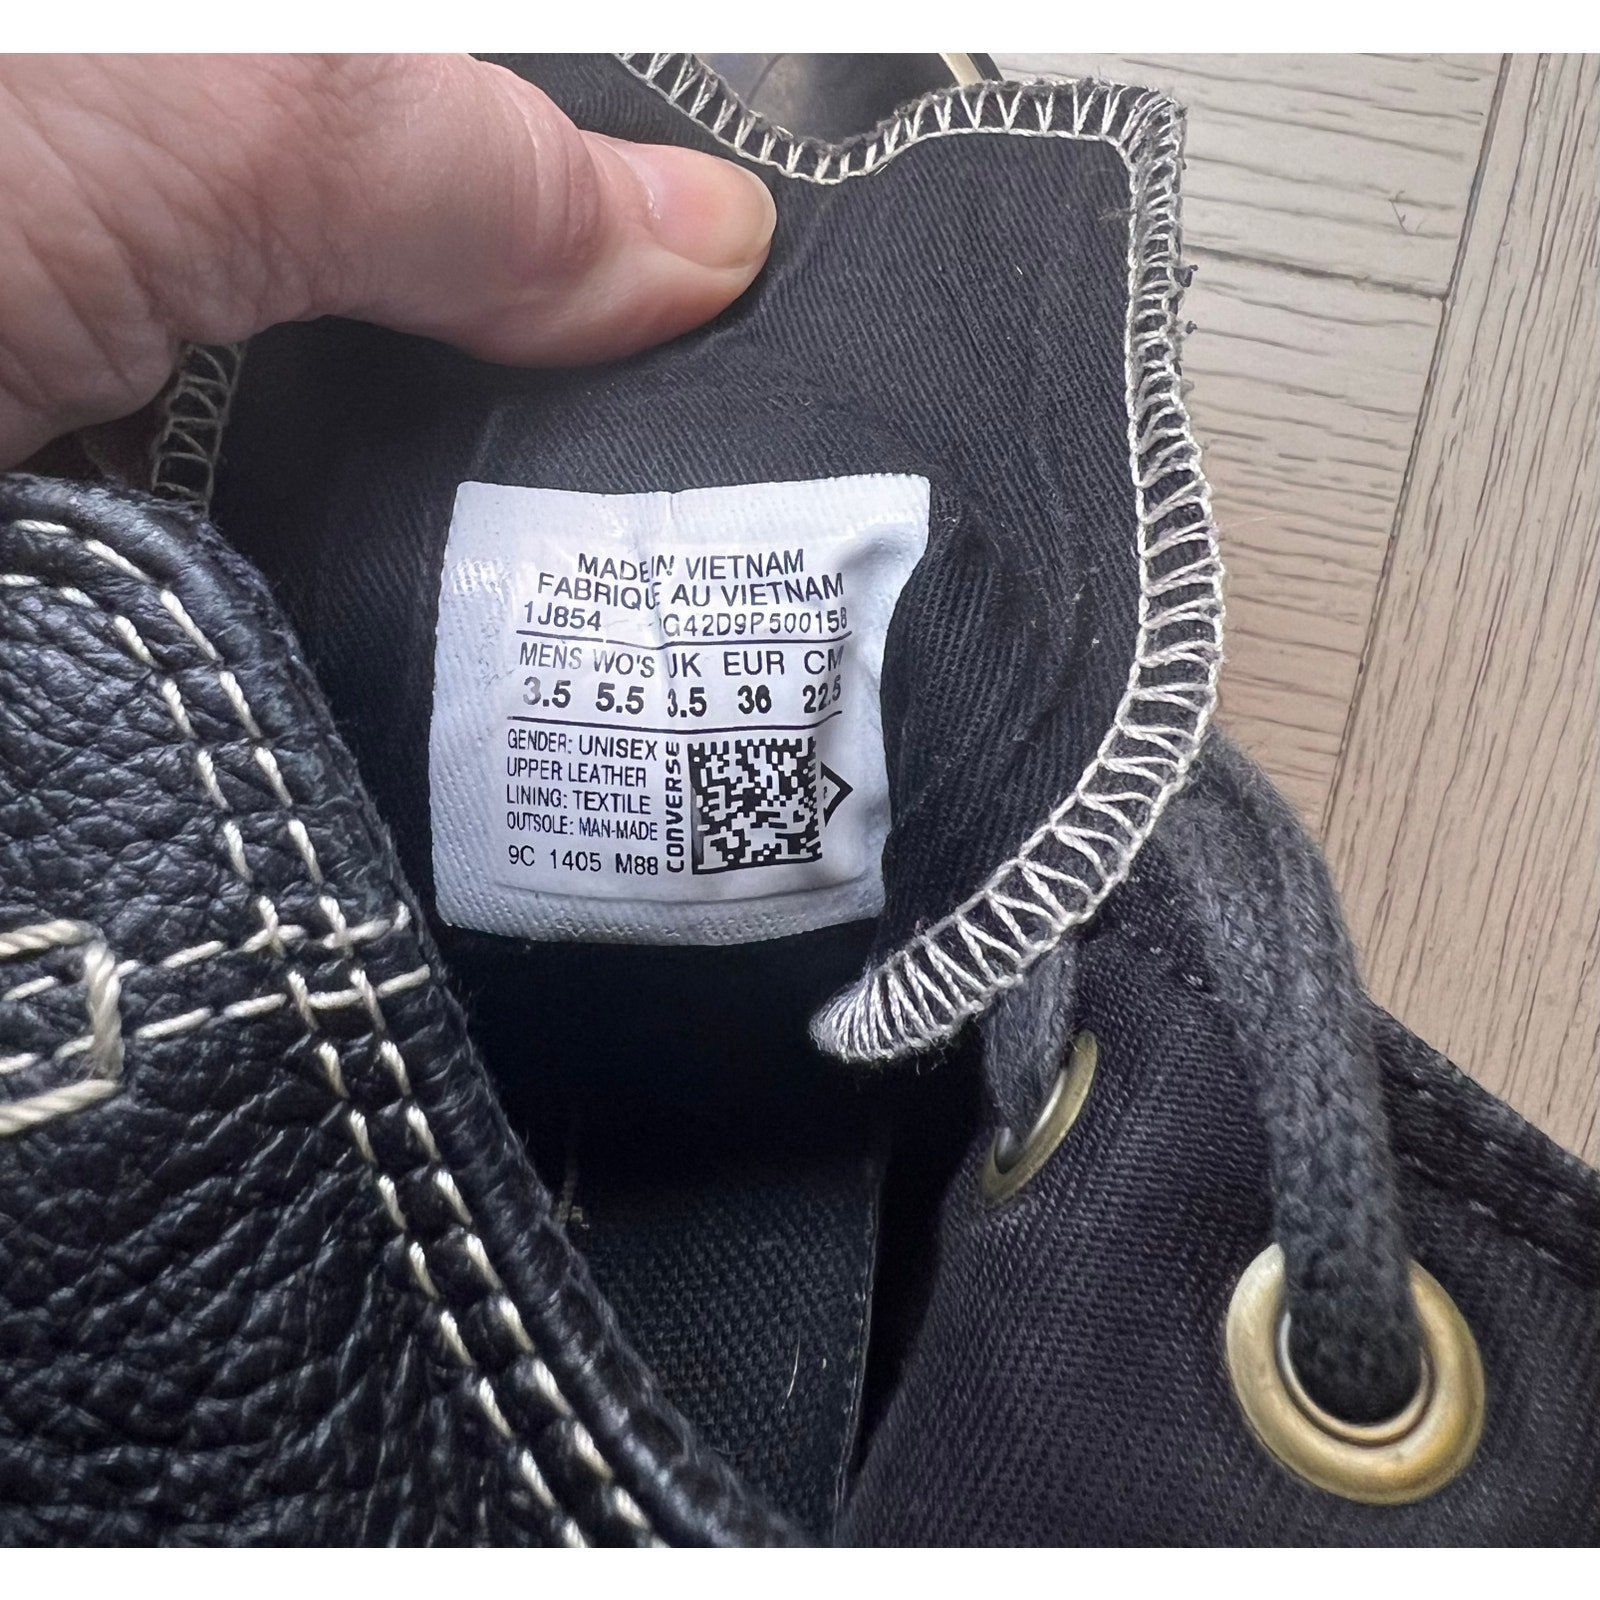 MADE IN VIETNAM
FABRIQUE AU VIETNAM
1J854 G42D9P500158
MENS WO'S UK EUR CM
3.5 5.5 3.5 36 22.5
GENDER: UNISEX
UPPER LEATHER
LINING: TEXTILE
OUTSOLE: MAN-MADE
9C 1405 M88
CONVERSE